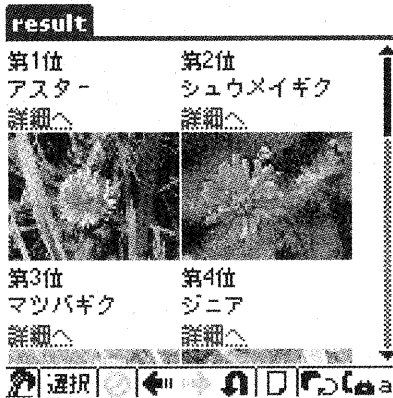 result
第1位 第2位
アスター シュウメイギク
詳細へ 詳細へ
第3位 第4位
マツバギク ジニア
詳細へ 詳細へ
選択 a